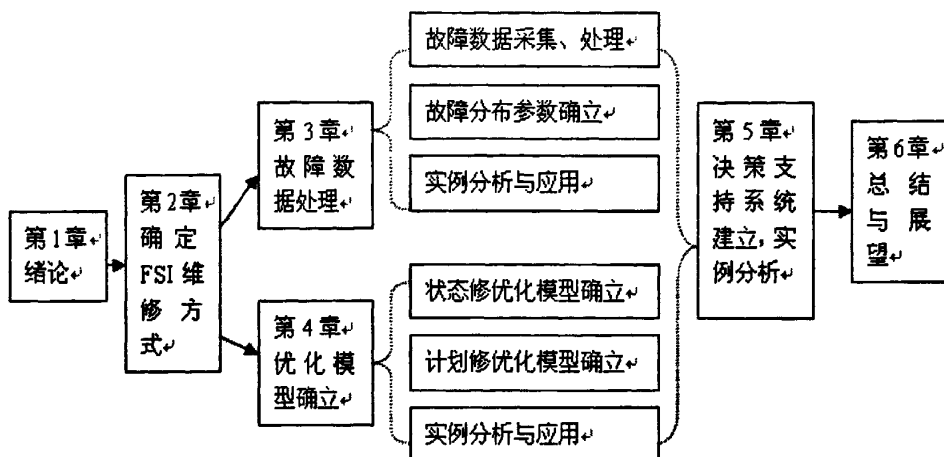 第1章
绪论
第2章
确定
FSI维
修方
式
第3章
故障数
据处理
故障数据采集、处理
故障分布参数确立
实例分析与应用
第4章
优化模
型确立
状态修优化模型确立
计划修优化模型确立
实例分析与应用
第5章
决策支
持系统
建立,实
例分析
第6章
总结
与展
望